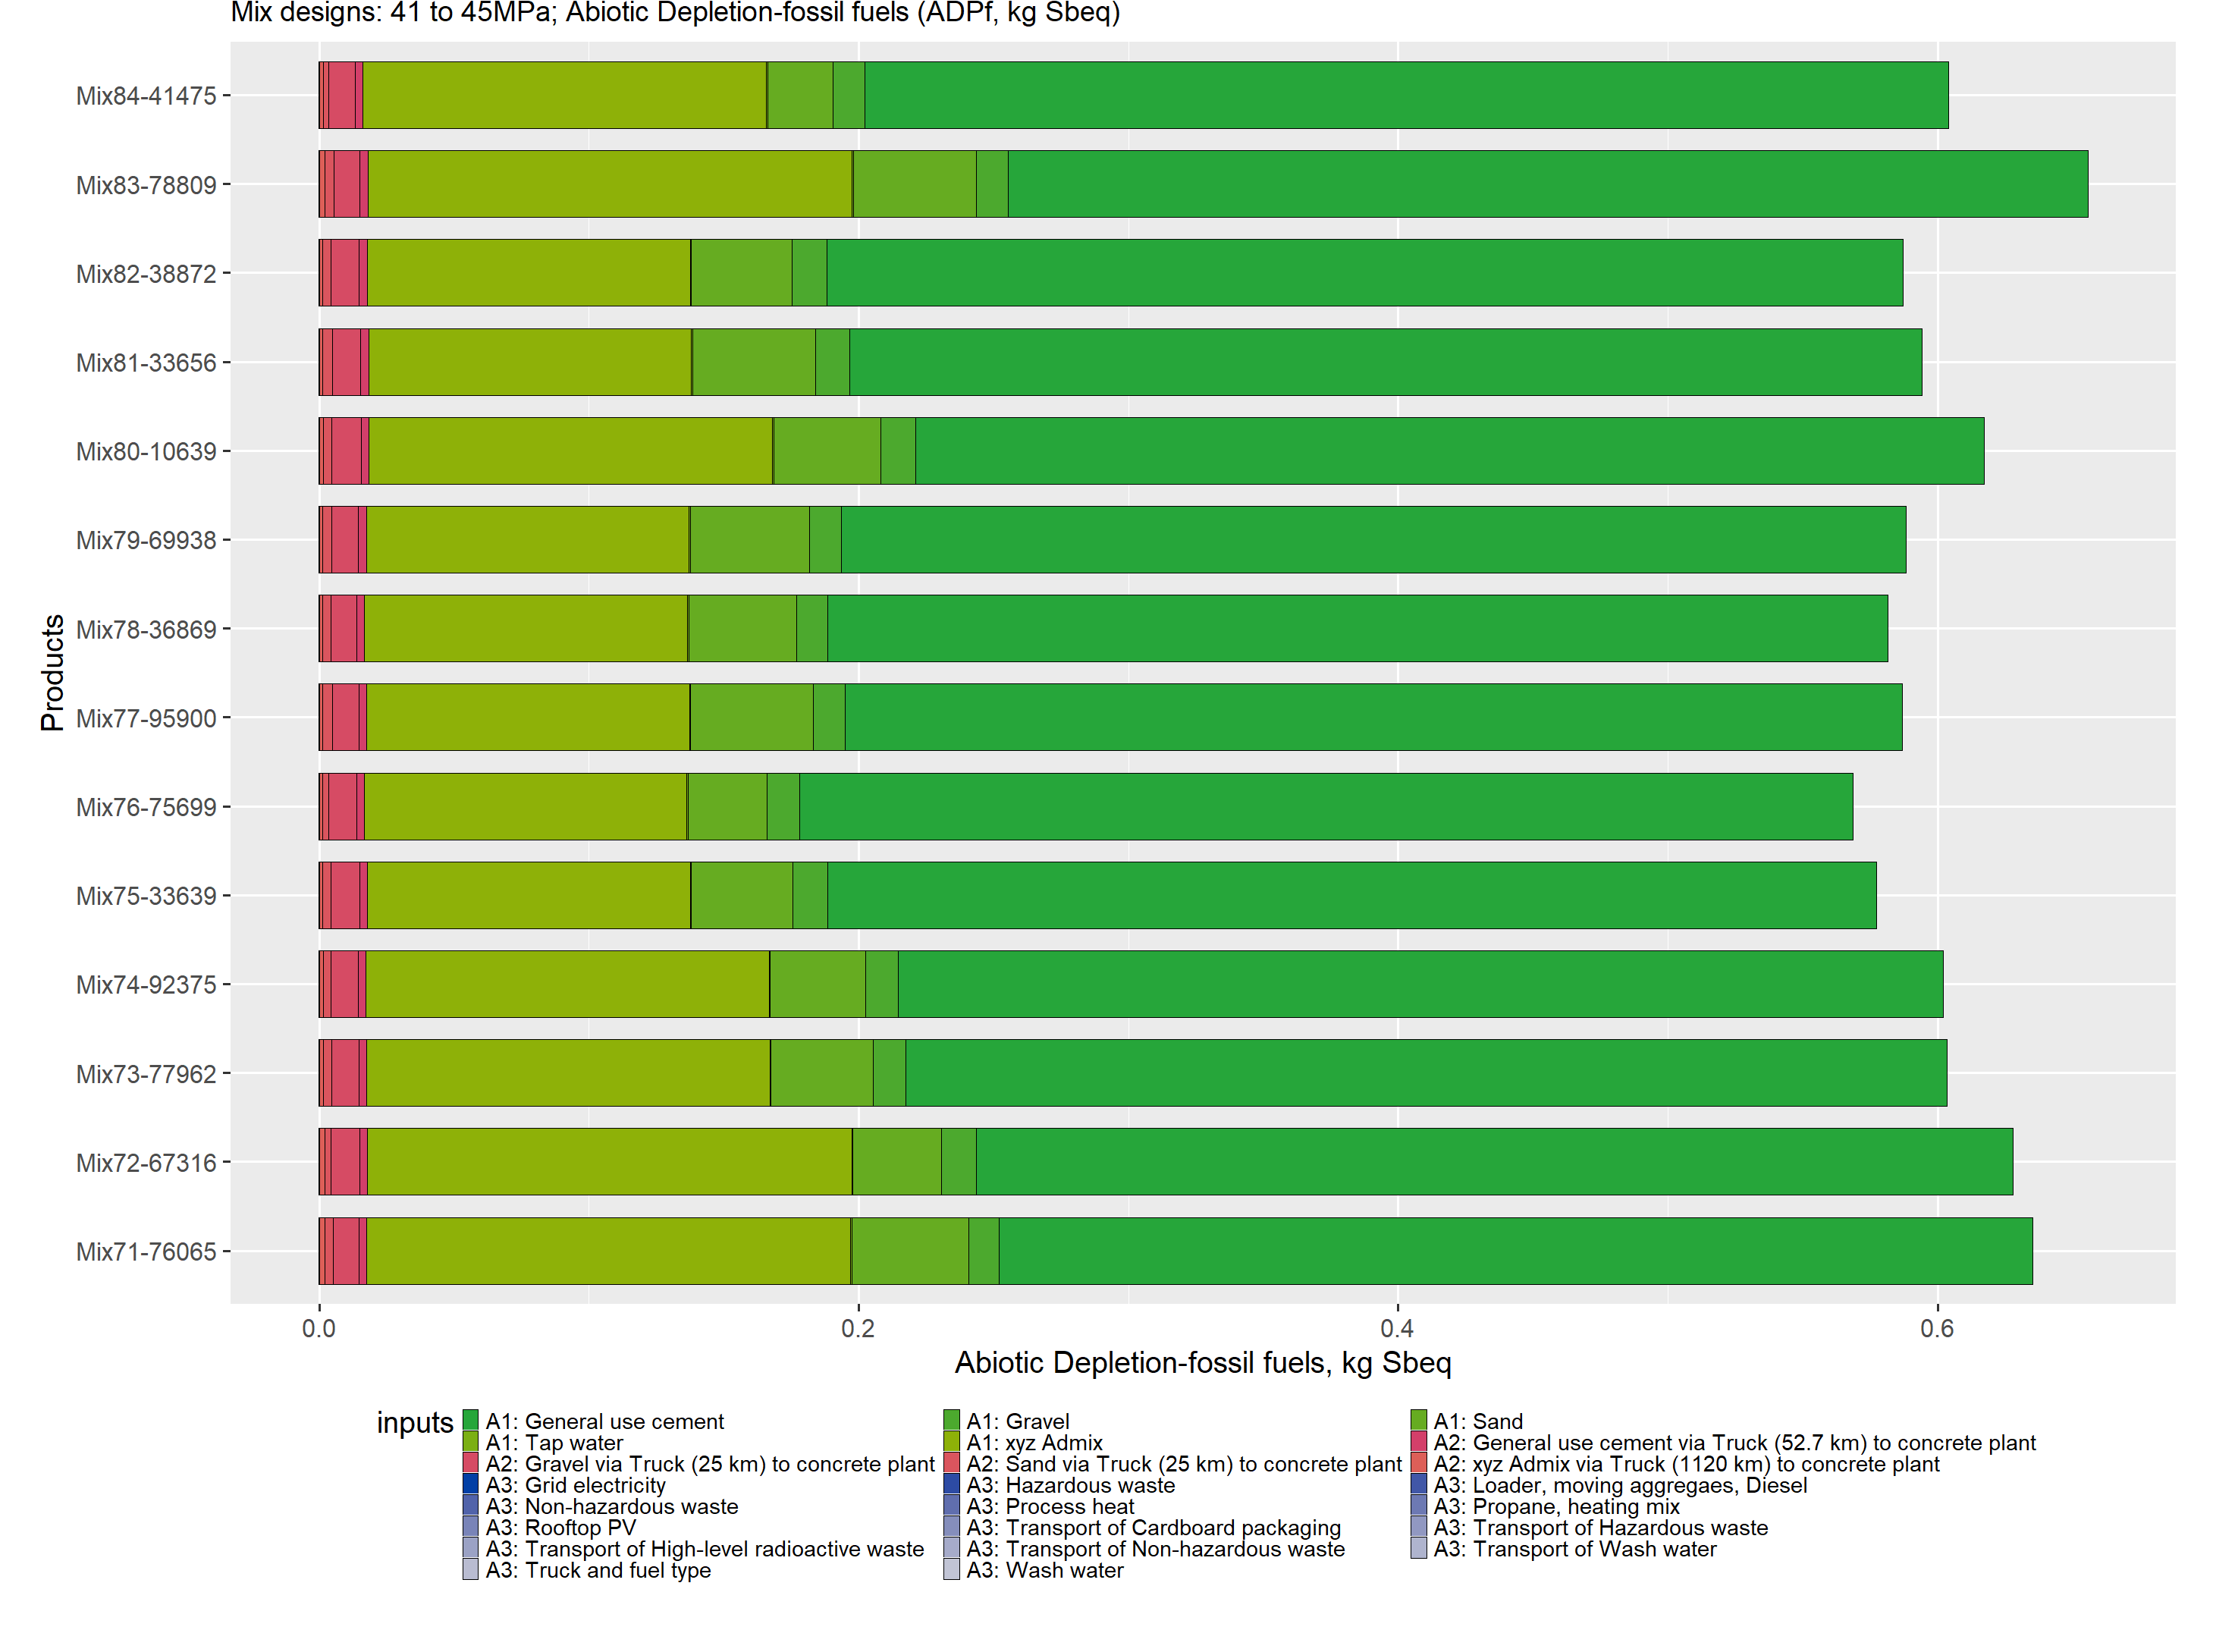 Mix designs: 41 to 45MPa; Abiotic Depletion-fossil fuels (ADPf, kg Sbeq)
Mix84-41475
Mix83-78809
Mix82-38872
Mix81-33656
Mix80-10639
Mix79-69938
Mix78-36869
Mix77-95900
Mix76-75699
Mix75-33639
Mix74-92375
Mix73-77962
Mix72-67316
Mix71-76065
Products
0.0 0.2 0.4 0.6
Abiotic Depletion-fossil fuels, kg Sbeq
inputs
A1: General use cement A1: Gravel A1: Sand
A1: Tap water A1: xyz Admix A2: General use cement via Truck (52.7 km) to concrete plant
A2: Gravel via Truck (25 km) to concrete plant A2: Sand via Truck (25 km) to concrete plant A2: xyz Admix via Truck (1120 km) to concrete plant
A3: Grid electricity A3: Hazardous waste A3: Loader, moving aggregaes, Diesel
A3: Non-hazardous waste A3: Process heat A3: Propane, heating mix
A3: Rooftop PV A3: Transport of Cardboard packaging A3: Transport of Hazardous waste
A3: Transport of High-level radioactive waste A3: Transport of Non-hazardous waste A3: Transport of Wash water
A3: Truck and fuel type A3: Wash water